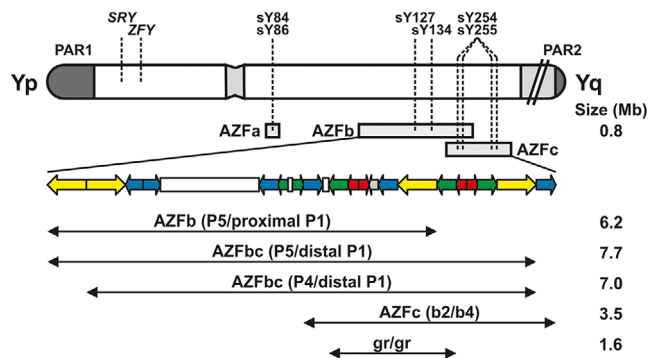 SRY
ZFY
sY84
sY86
sY127
sY134
sY254
sY255
PAR1
PAR2
Yp
Yq
Size (Mb)
AZFa
AZFb
0.8
AZFc
AZFb (P5/proximal P1)
6.2
AZFbc (P5/distal P1)
7.7
AZFbc (P4/distal P1)
7.0
AZFc (b2/b4)
3.5
gr/gr
1.6